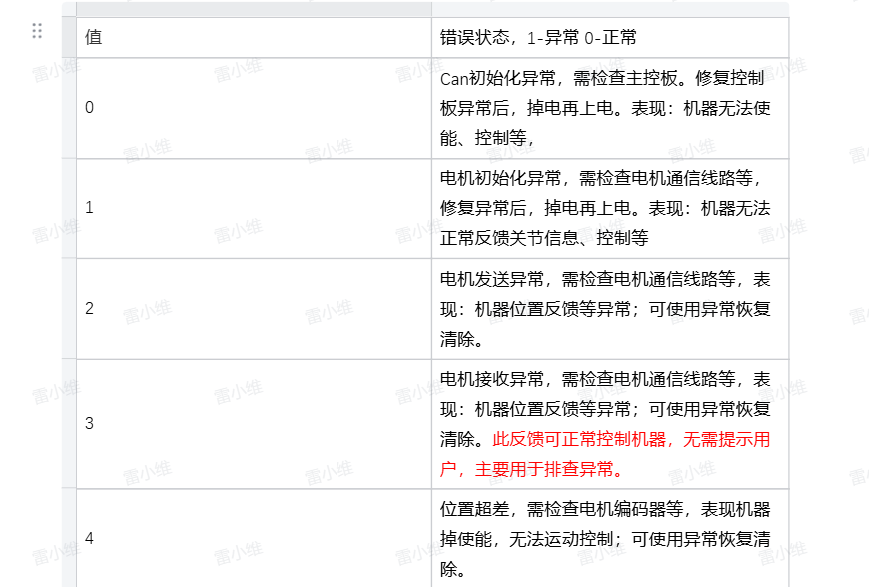 值
错误状态，1-异常 0-正常
雷小维 雷小维 雷小维 雷小维
0
Can初始化异常，需检查主控板。修复控制
板异常后，掉电再上电。表现：机器无法使
能、控制等，
雷小维 雷小维 雷小维 雷小维
1
电机初始化异常，需检查电机通信线路等，
修复异常后，掉电再上电。表现：机器无法
正常反馈关节信息、控制等
雷小维 雷小维 雷小维 雷小维
2
电机发送异常，需检查电机通信线路等，表
现：机器位置反馈等异常；可使用异常恢复
清除。
雷小维 雷小维 雷小维 雷
3
电机接收异常，需检查电机通信线路等，表
现：机器位置反馈等异常；可使用异常恢复
清除。此反馈可正常控制机器，无需提示用
户，主要用于排查异常。
雷小维 雷小维 雷小维 雷小维
雷小维 雷小维 雷小维 雷
4
位置超差，需检查电机编码器等，表现机器
掉使能，无法运动控制；可使用异常恢复清
除。
雷小维 雷小维 雷小维 雷小维